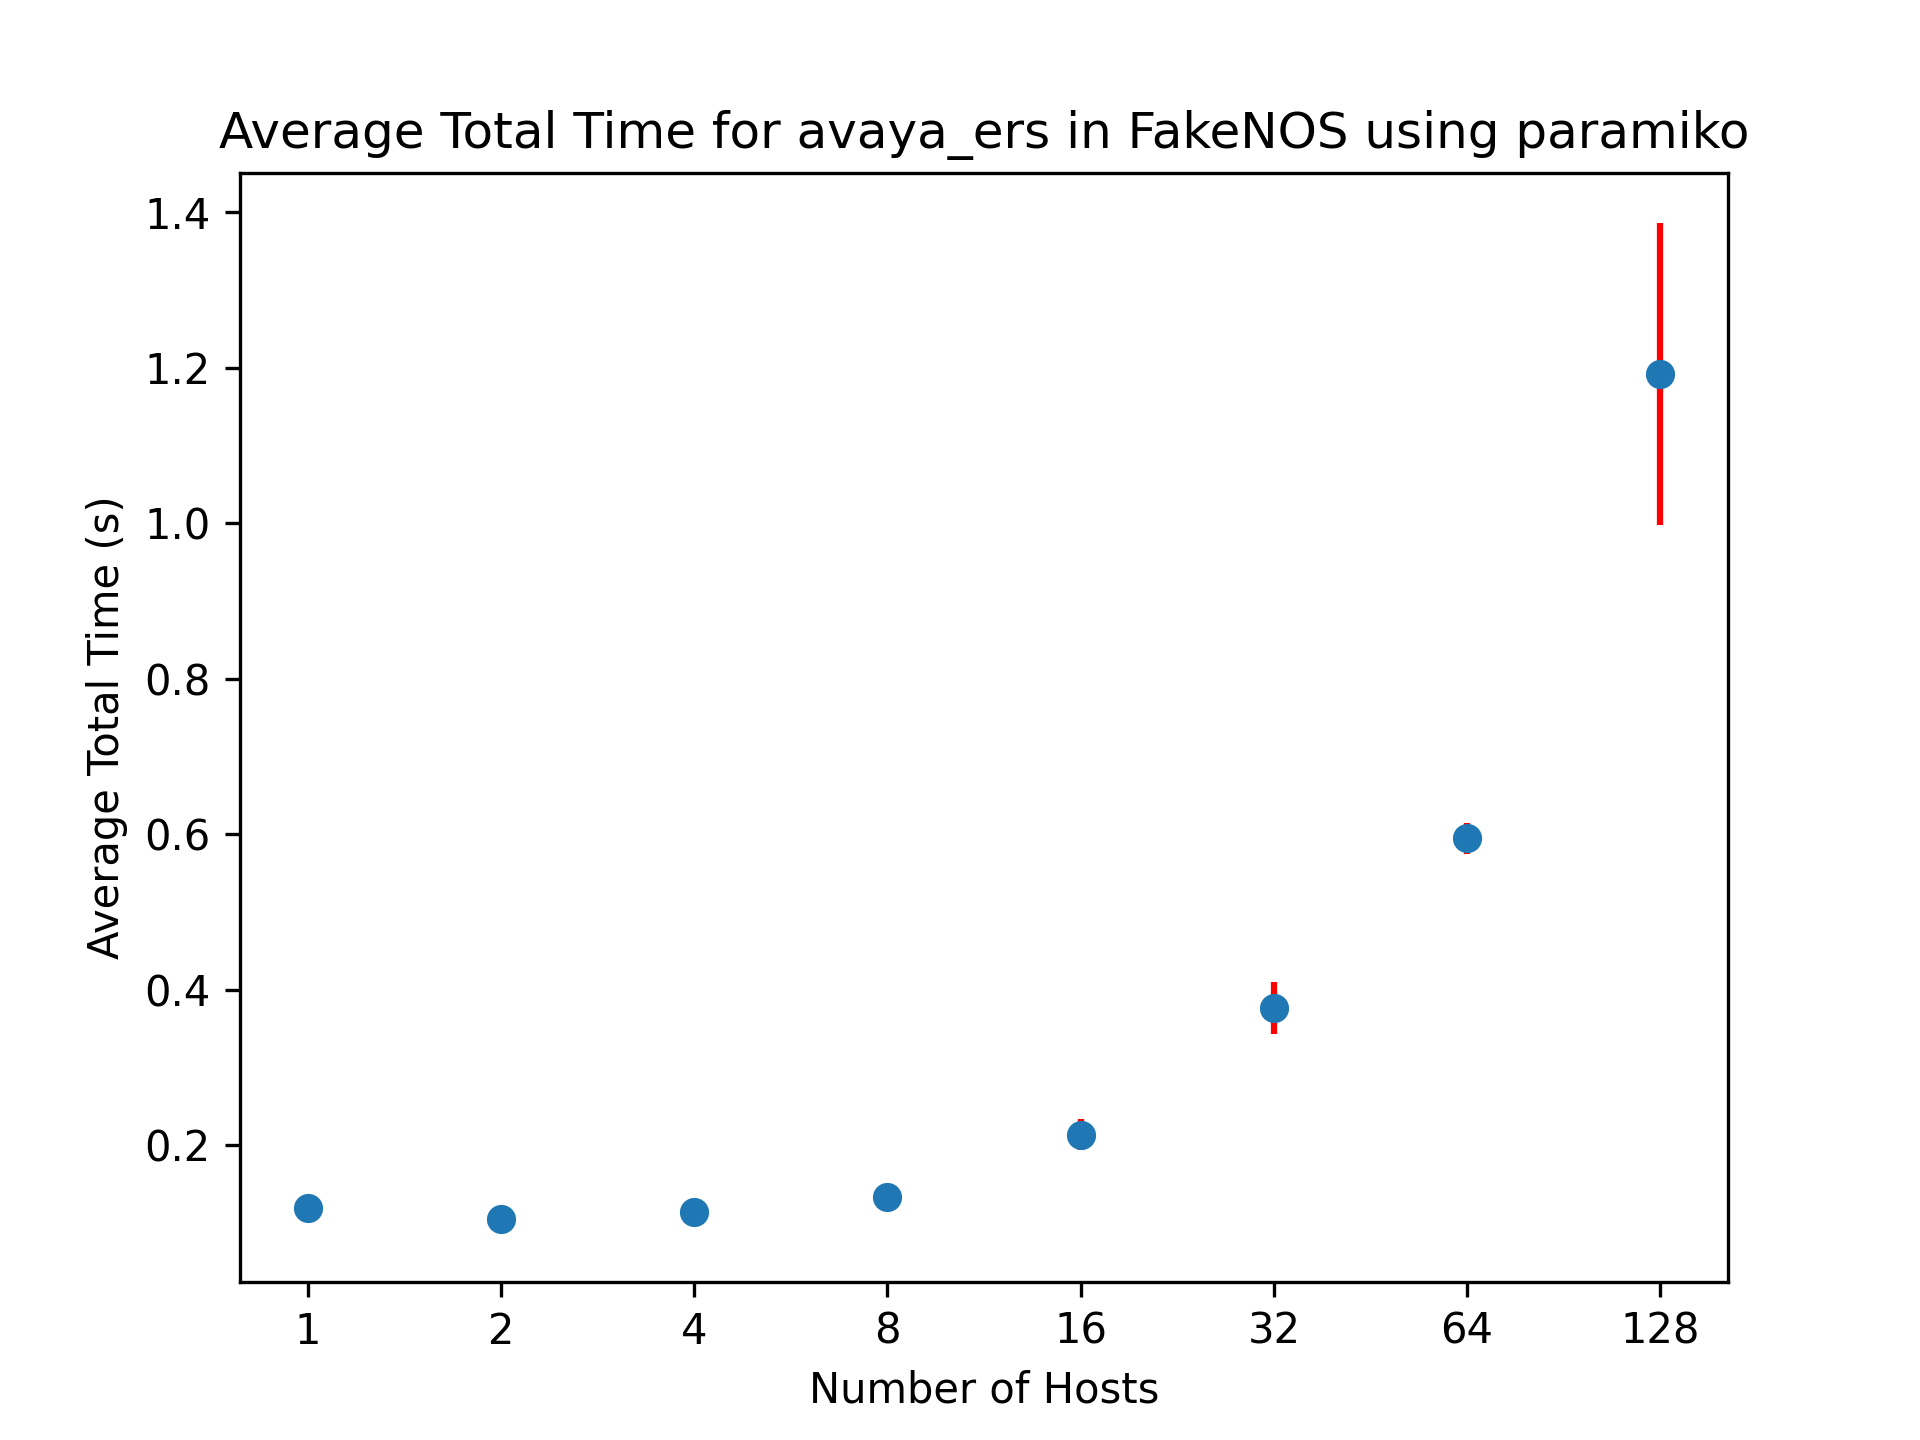 Average Total Time for avaya_ers in FakeNOS using paramiko
Average Total Time (s)
1.4
1.2
1.0
0.8
0.6
0.4
0.2
1 2 4 8 16 32 64 128
Number of Hosts